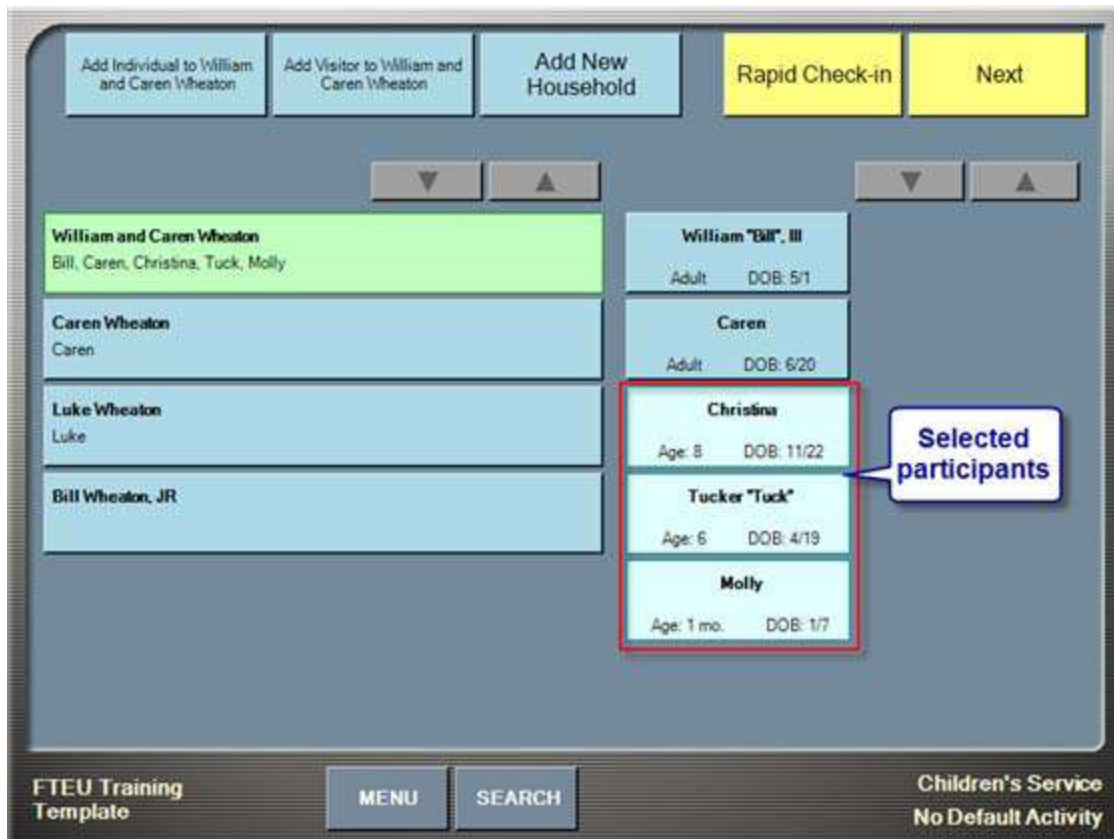 Add Individual to William
and Caren Wheaton
Add Visitor to William and
Caren Wheaton
Add New
Household
Rapid Check-in
Next
William and Caren Wheaton
Bill, Caren, Christina, Tuck, Molly
Caren Wheaton
Caren
Luke Wheaton
Luke
Bill Wheaton, JR
William "Bill", III
Adult DOB: 5/1
Caren
Adult DOB: 6/20
Christina
Age: 8 DOB: 11/22
Tucker "Tuck"
Age: 6 DOB: 4/19
Molly
Age: 1 mo. DOB: 1/7
Selected
participants
FTEU Training
Template
MENU
SEARCH
Children's Service
No Default Activity